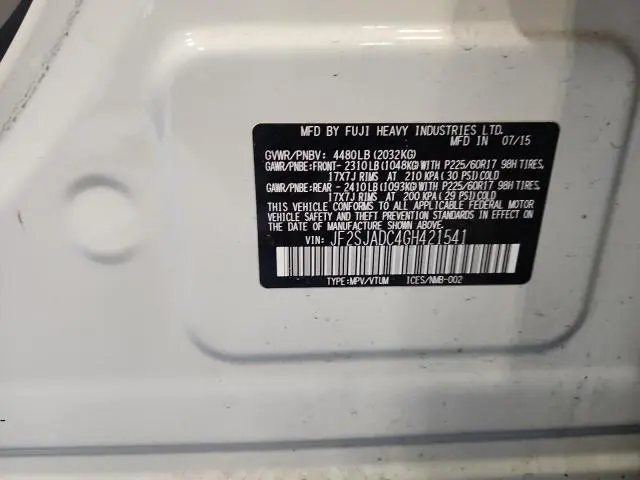 MFD BY FUJI HEAVY INDUSTRIES LTD.
MFD IN 07/15
GVWR/PNBV: 4480LB(2032KG)
GAWR/PNBE:FRONT- 2310LB(1048KG)WITH P225/60R17 98H TIRES,
17X7J RIMS AT 210 KPA(30 PSI)COLD
GAWR/PNBE:REAR - 2410LB(1093KG)WITH P225/60R17 98H TIRES,
17X7J RIMS AT 200 KPA(29 PSI)COLD
THIS VEHICLE CONFORMS TO ALL APPLICABLE FEDERAL MOTOR
VEHICLE SAFETY AND THEFT PREVENTION STANDARDS IN EFFECT ON
THE DATE OF MANUFACTURE SHOWN ABOVE.
VIN: JF2SJADC4GH421541
TYPE:MPV/VTUM ICES/NMB-002